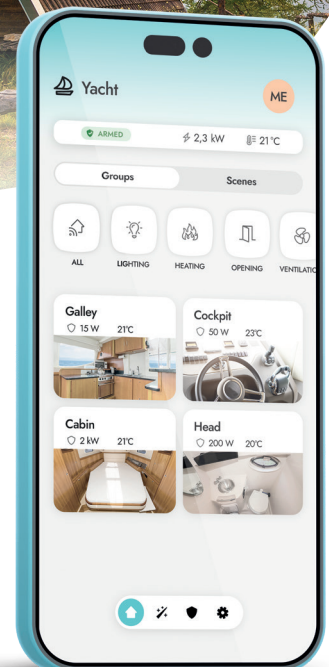 Yacht
ME
ARMED 2,3 kW 21°C
Groups Scenes
ALL LIGHTING HEATING OPENING VENTILATIO
Galley
15 W 21°C
Cockpit
50 W 23°C
Cabin
2 kW 21°C
Head
200 W 20°C